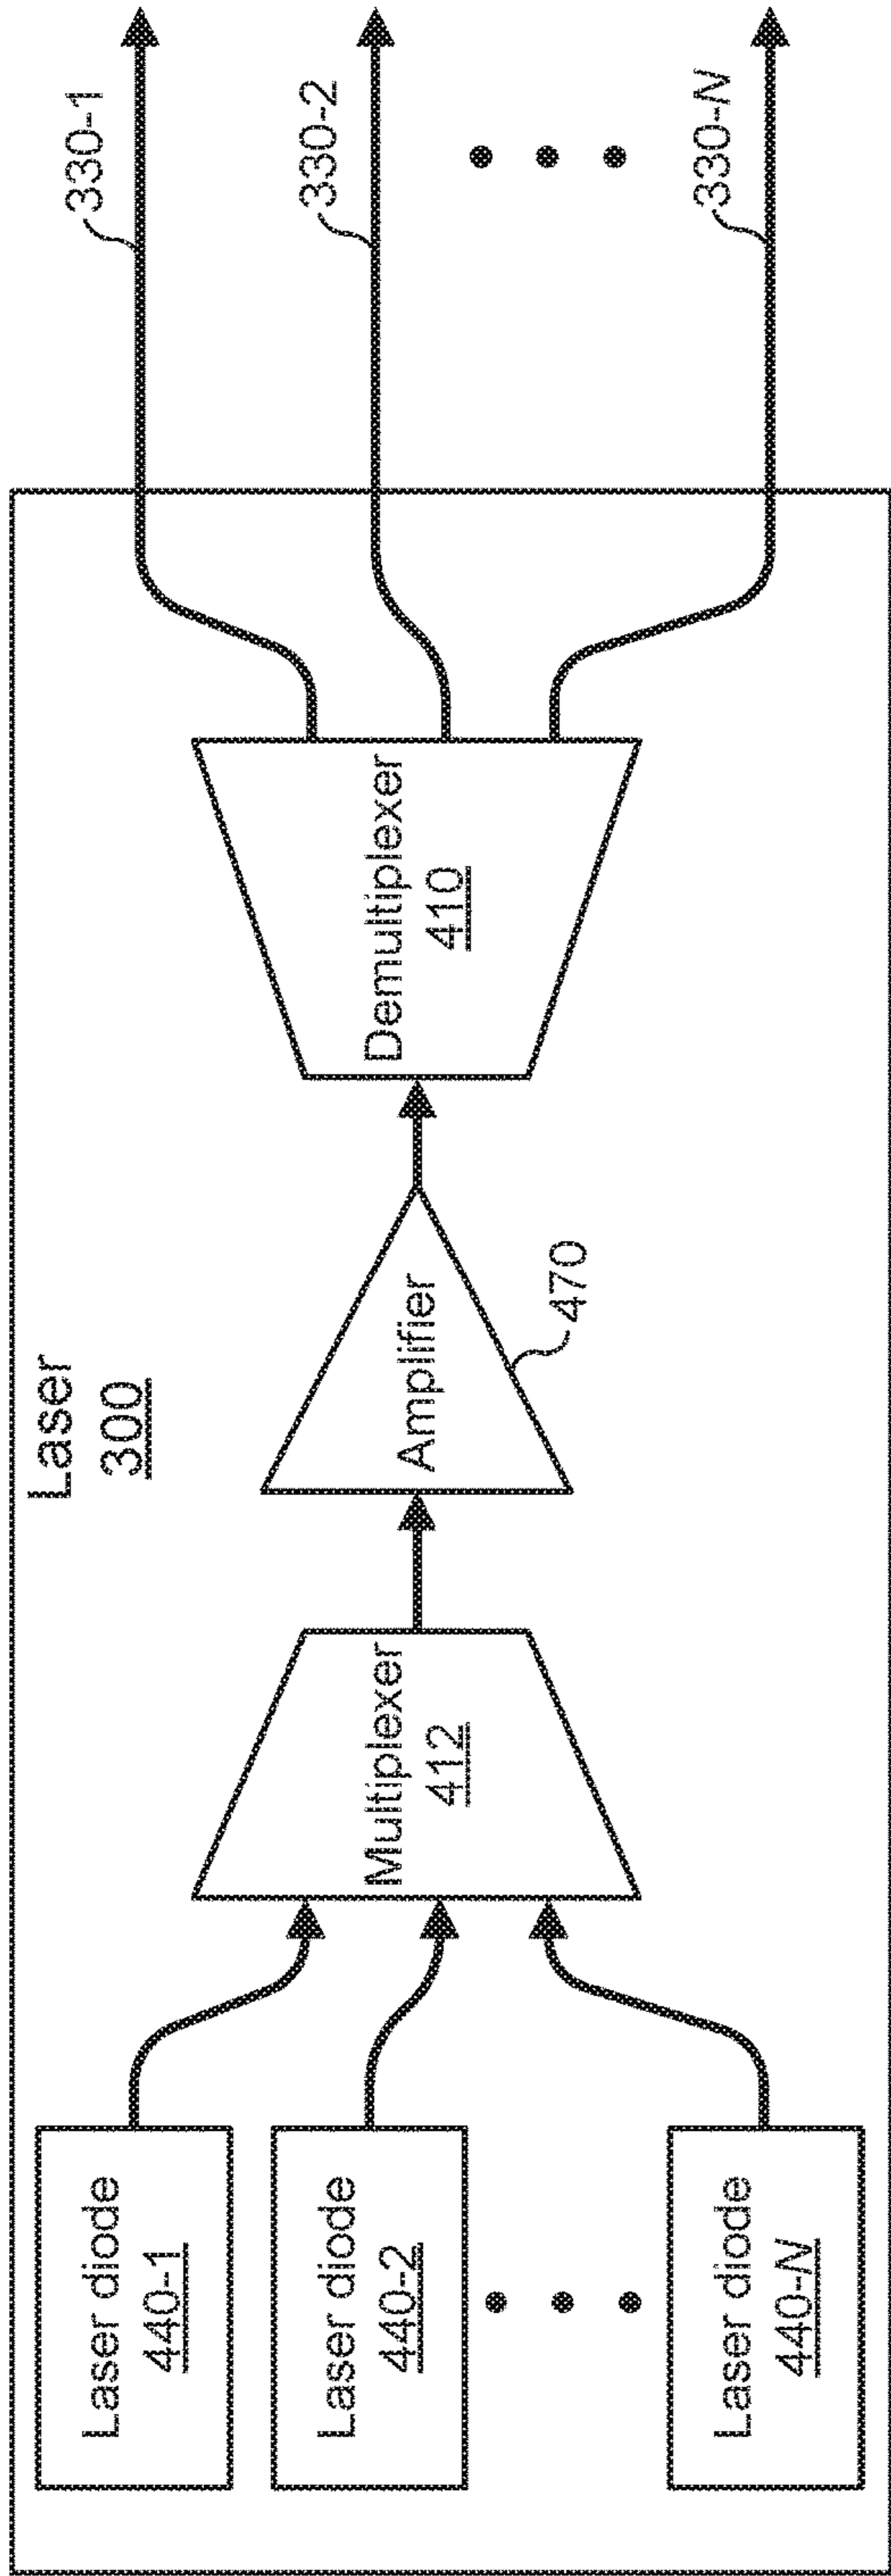 Laser
300
Laser diode
440-1
Laser diode
440-2
Laser diode
440-N
Multiplexer
412
Amplifier
470
Demultiplexer
410
330-1
330-2
330-N